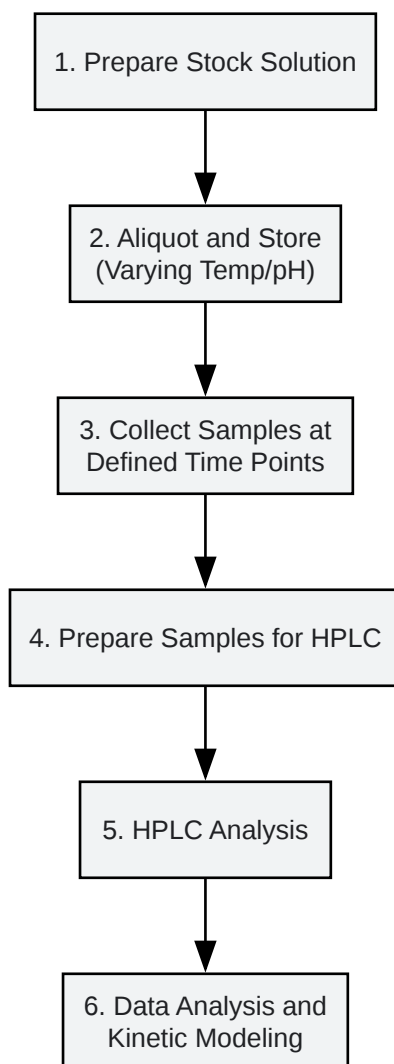 1. Prepare Stock Solution
2. Aliquot and Store
(Varying Temp/pH)
3. Collect Samples at
Defined Time Points
4. Prepare Samples for HPLC
5. HPLC Analysis
6. Data Analysis and
Kinetic Modeling